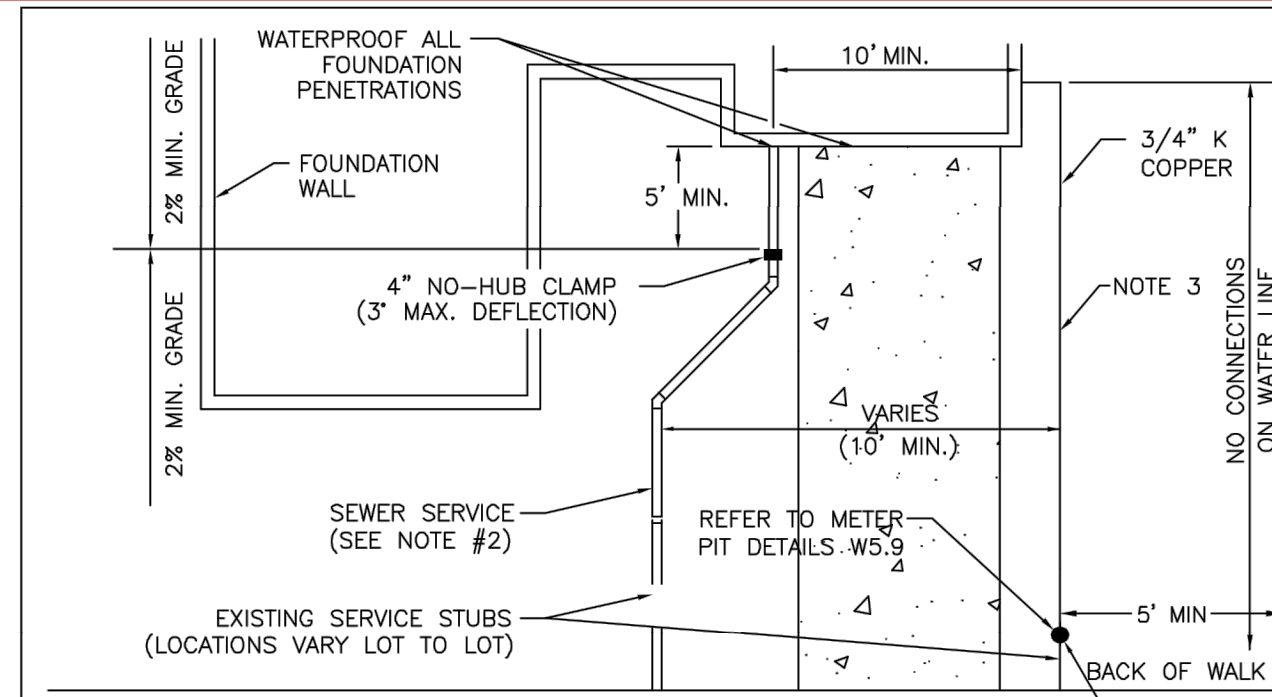 WATERPROOF ALL
FOUNDATION
PENETRATIONS
10' MIN.
2% MIN. GRADE
FOUNDATION
WALL
5' MIN.
3/4" K
COPPER
4" NO-HUB CLAMP
(3° MAX. DEFLECTION)
NOTE 3
NO CONNECTIONS
ON WATER LINE
2% MIN. GRADE
VARIES
(10' MIN.)
SEWER SERVICE
(SEE NOTE #2)
REFER TO METER
PIT DETAILS W5.9
EXISTING SERVICE STUBS
(LOCATIONS VARY LOT TO LOT)
5' MIN
BACK OF WALK